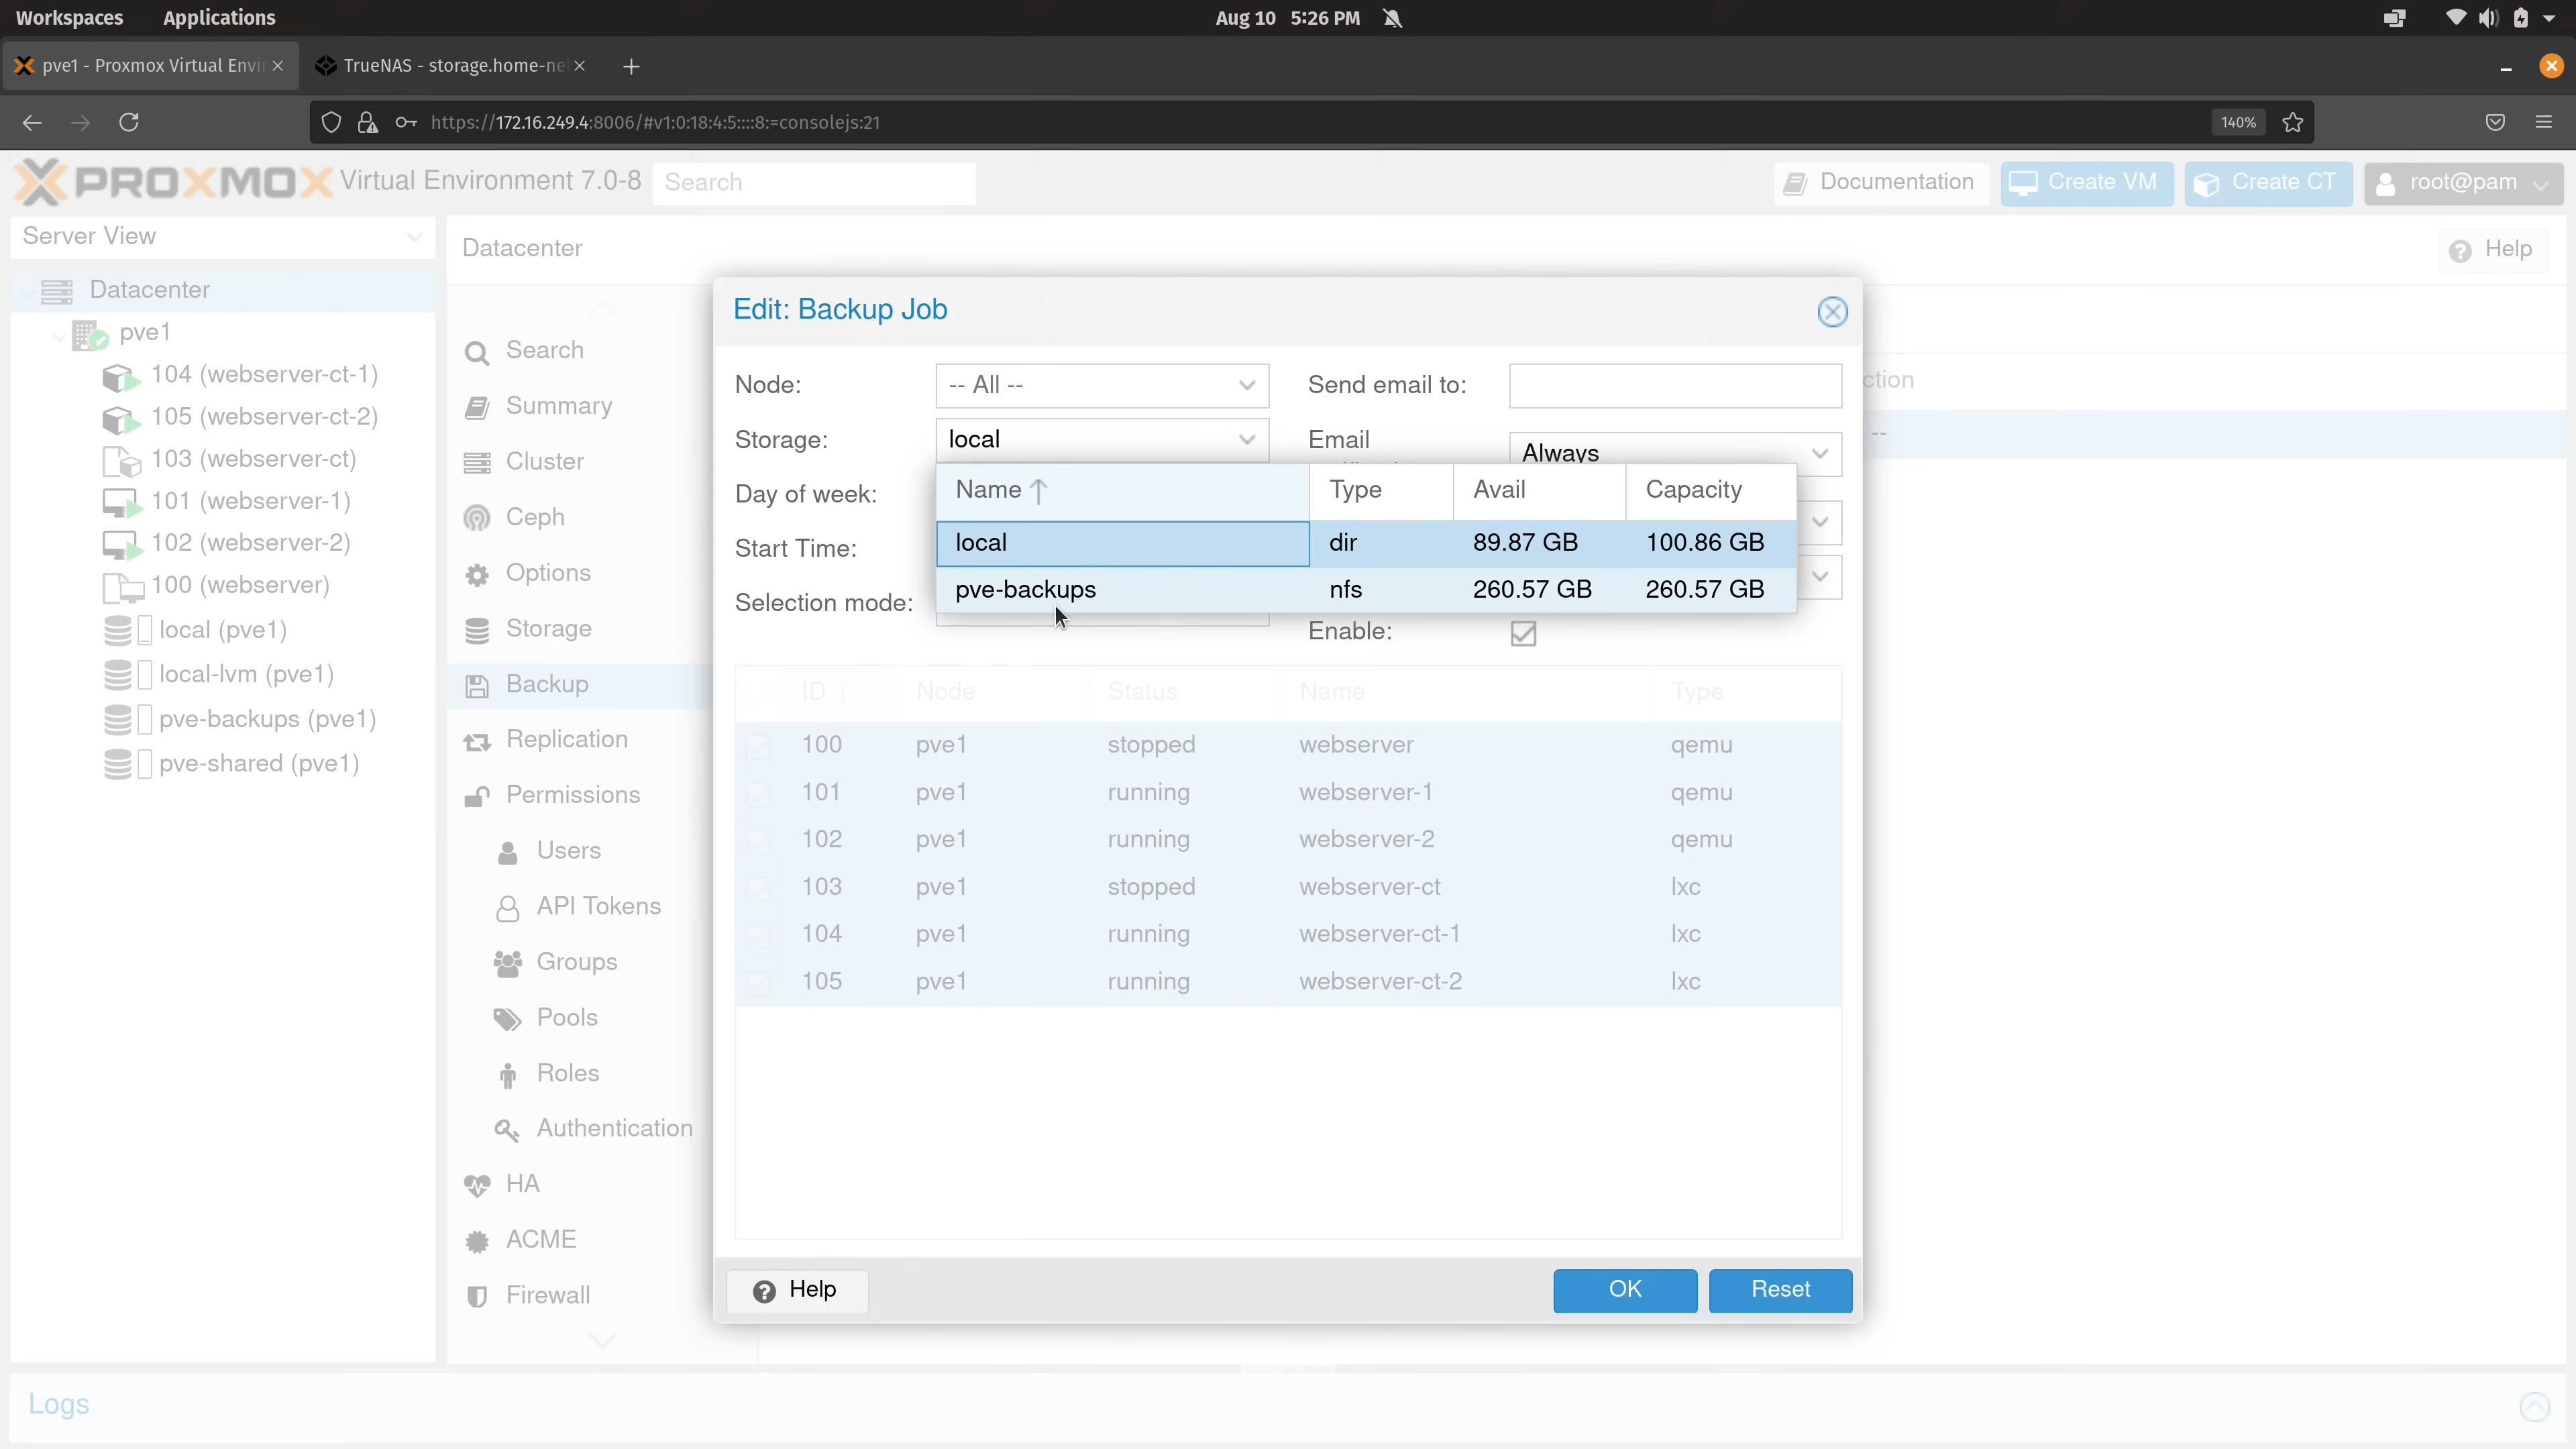 Workspaces Applications Aug 10 5:26 PM
pve1 - Proxmox Virtual Envir TrueNAS - storage.home-net
https://172.16.249.4:8006/#v1:0:18:4:5::::8:=consolejs:21 140%
PROXMOX Virtual Environment 7.0-8 Search Documentation Create VM Create CT root@pam
Server View
Datacenter
pve1
104 (webserver-ct-1)
105 (webserver-ct-2)
103 (webserver-ct)
101 (webserver-1)
102 (webserver-2)
100 (webserver)
local (pve1)
local-lvm (pve1)
pve-backups (pve1)
pve-shared (pve1)
Datacenter Help
Search
Summary
Cluster
Ceph
Options
Storage
Backup
Replication
Permissions
Users
API Tokens
Groups
Pools
Roles
Authentication
HA
ACME
Firewall
ction
--
Edit: Backup Job
Node: -- All -- Send email to:
Storage: local Email Always
Day of week:
Start Time:
Selection mode:
Name Type Avail Capacity
local dir 89.87 GB 100.86 GB
pve-backups nfs 260.57 GB 260.57 GB
Enable:
ID Node Status Name Type
100 pve1 stopped webserver qemu
101 pve1 running webserver-1 qemu
102 pve1 running webserver-2 qemu
103 pve1 stopped webserver-ct lxc
104 pve1 running webserver-ct-1 lxc
105 pve1 running webserver-ct-2 lxc
Help OK Reset
Logs